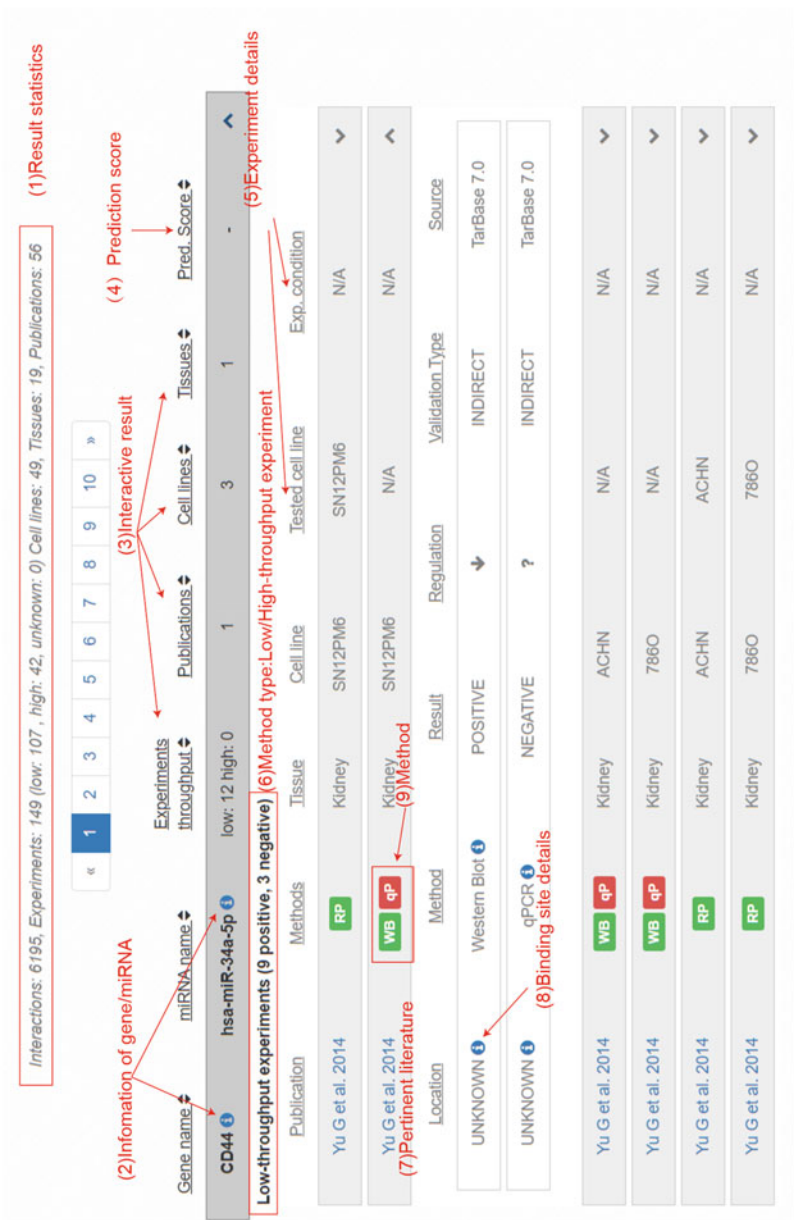 (1)Result statistics
Interactions: 6195, Experiments: 149 (low: 107 , high: 42, unknown: 0) Cell lines: 49, Tissues: 19, Publications: 56
« 1 2 3 4 5 6 7 8 9 10 »
(2)Infomation of gene/miRNA
(3)Interactive result
(4) Prediction score
Gene name miRNA name Experiments throughput Publications Cell lines Tissues Pred. Score
CD44 hsa-miR-34a-5p low: 12 high: 0 1 3 1 -
Low-throughput experiments (9 positive, 3 negative)
(6)Method type:Low/High-throughput experiment
(5)Experiment details
Publication Methods Tissue Cell line Tested cell line Exp. condition
Yu G et al. 2014 RP Kidney SN12PM6 SN12PM6 N/A
Yu G et al. 2014 WB qP Kidney SN12PM6 N/A N/A
(7)Pertinent literature
(9)Method
Location Method Result Regulation Validation Type Source
UNKNOWN Western Blot POSITIVE INDIRECT TarBase 7.0
UNKNOWN qPCR NEGATIVE ? INDIRECT TarBase 7.0
(8)Binding site details
Yu G et al. 2014 WB qP Kidney ACHN N/A N/A
Yu G et al. 2014 WB qP Kidney 786O N/A N/A
Yu G et al. 2014 RP Kidney ACHN ACHN N/A
Yu G et al. 2014 RP Kidney 786O 786O N/A